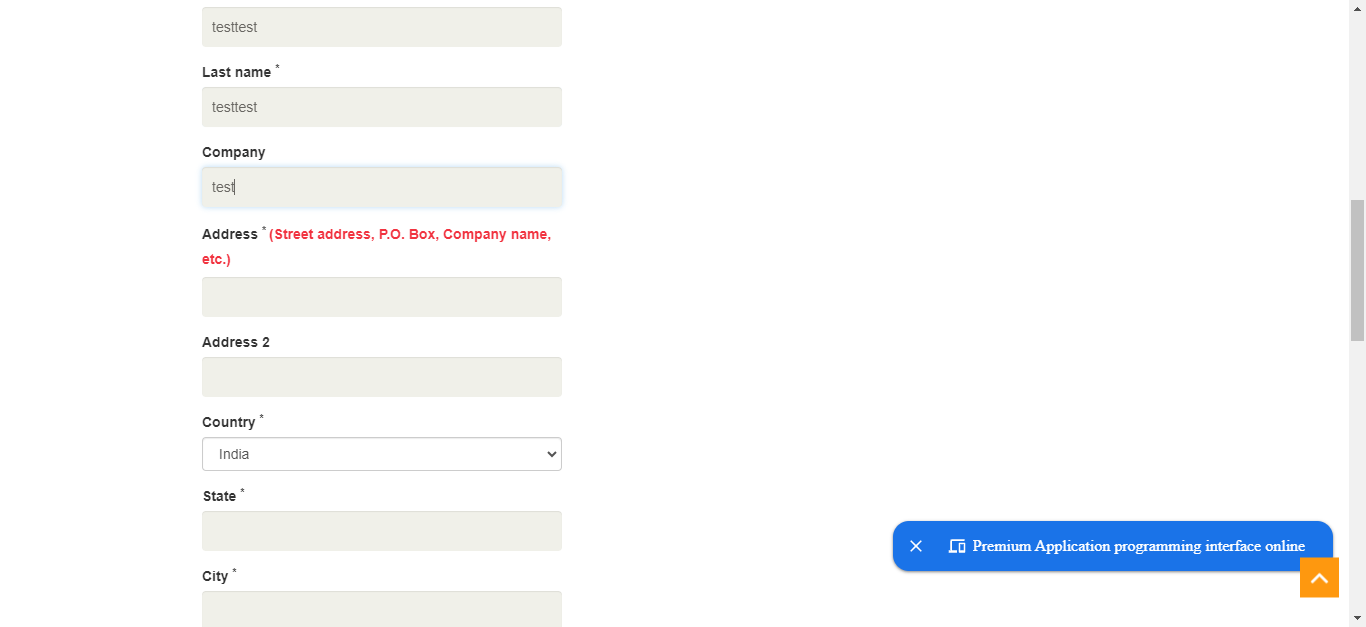 testtest
Last name *
testtest
Company
test
Address * (Street address, P.O. Box, Company name,
etc.)
Address 2
Country *
India
State *
City *
Premium Application programming interface online